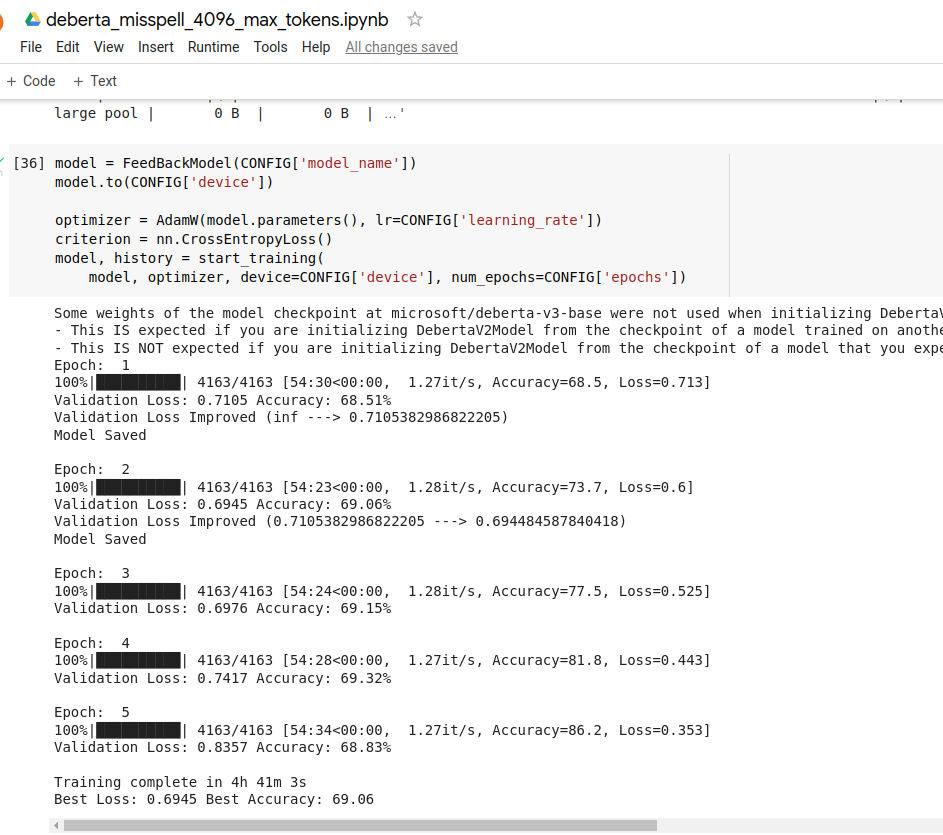 deberta_misspell_4096_max_tokens.ipynb
File Edit View Insert Runtime Tools Help All changes saved
+ Code + Text
large pool | 0 B | 0 B | ...'
[36] model = FeedBackModel(CONFIG['model_name'])
model.to(CONFIG['device'])
optimizer = AdamW(model.parameters(), lr=CONFIG['learning_rate'])
criterion = nn.CrossEntropyLoss()
model, history = start_training(
model, optimizer, device=CONFIG['device'], num_epochs=CONFIG['epochs'])
Some weights of the model checkpoint at microsoft/deberta-v3-base were not used when initializing DebertaV
- This IS expected if you are initializing DebertaV2Model from the checkpoint of a model trained on anothe
- This IS NOT expected if you are initializing DebertaV2Model from the checkpoint of a model that you expe
Epoch: 1
100%|██████████| 4163/4163 [54:30<00:00, 1.27it/s, Accuracy=68.5, Loss=0.713]
Validation Loss: 0.7105 Accuracy: 68.51%
Validation Loss Improved (inf ---> 0.7105382986822205)
Model Saved
Epoch: 2
100%|██████████| 4163/4163 [54:23<00:00, 1.28it/s, Accuracy=73.7, Loss=0.6]
Validation Loss: 0.6945 Accuracy: 69.06%
Validation Loss Improved (0.7105382986822205 ---> 0.694484587840418)
Model Saved
Epoch: 3
100%|██████████| 4163/4163 [54:24<00:00, 1.28it/s, Accuracy=77.5, Loss=0.525]
Validation Loss: 0.6976 Accuracy: 69.15%
Epoch: 4
100%|██████████| 4163/4163 [54:28<00:00, 1.27it/s, Accuracy=81.8, Loss=0.443]
Validation Loss: 0.7417 Accuracy: 69.32%
Epoch: 5
100%|██████████| 4163/4163 [54:34<00:00, 1.27it/s, Accuracy=86.2, Loss=0.353]
Validation Loss: 0.8357 Accuracy: 68.83%
Training complete in 4h 41m 3s
Best Loss: 0.6945 Best Accuracy: 69.06